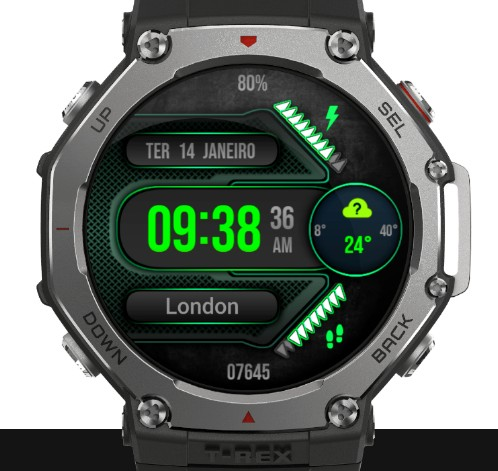 80%
UP
SEL
TER 14 JANEIRO
09:38 36 AM
8° ? 40°
24°
London
DOWN
BACK
07645
T-REX